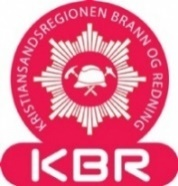 KRISTIANSANDSREGIONEN BRANN OG REDNING
KBR